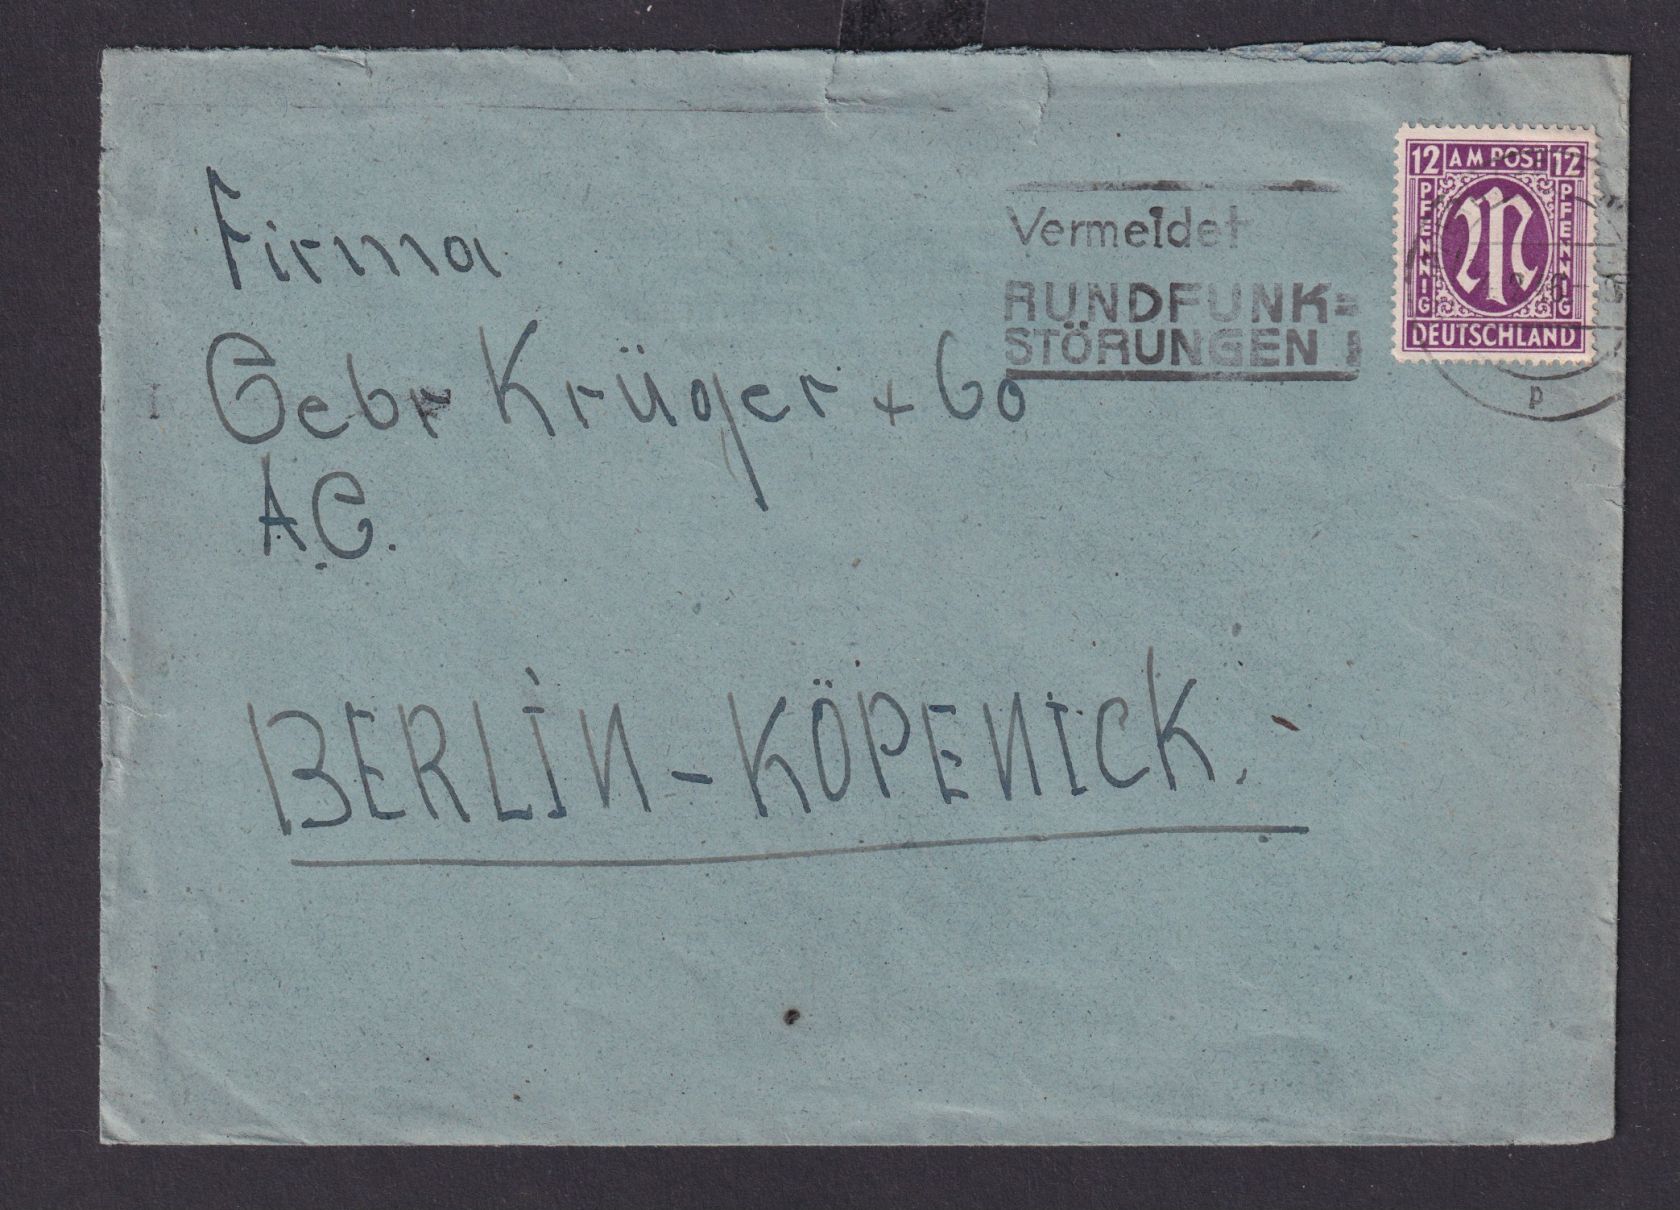 Firma
Gebr Krüger + Co
A.G.
BERLIN-KÖPENICK.
Vermeidet
RUNDFUNK=
STÖRUNGEN!
12 AM POST 12
PFENNIG
PFENNIG
DEUTSCHLAND
p